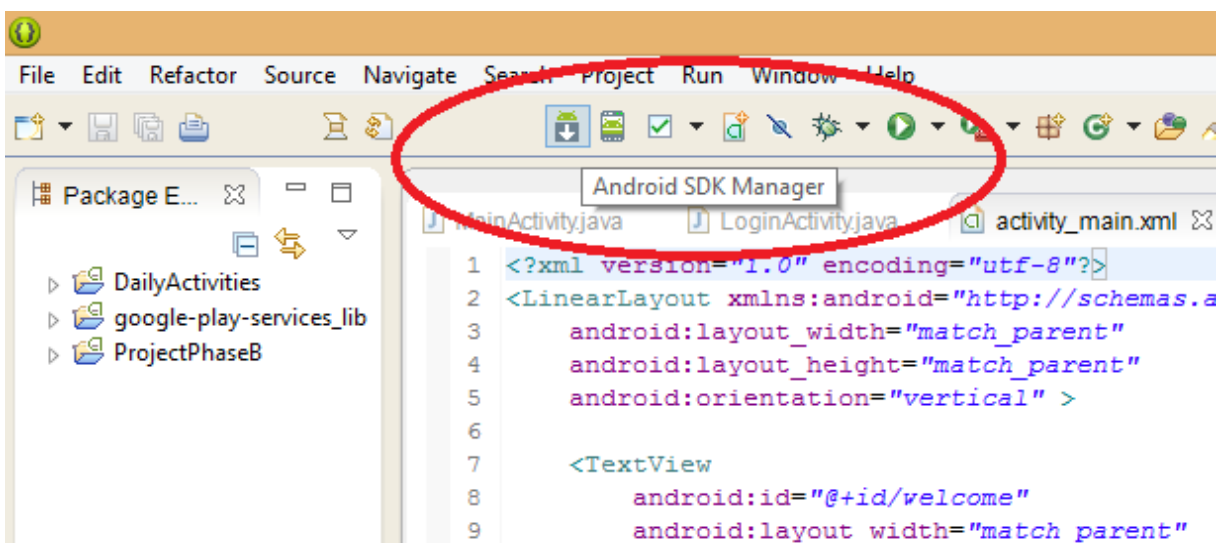 File Edit Refactor Source Navigate Search Project Run Window Help
Package E...
Android SDK Manager
MainActivity.java LoginActivity.java activity_main.xml
DailyActivities
google-play-services_lib
ProjectPhaseB
1 <?xml version="1.0" encoding="utf-8"?>
2 <LinearLayout xmlns:android="http://schemas.a
3 android:layout_width="match_parent"
4 android:layout_height="match_parent"
5 android:orientation="vertical" >
6
7 <TextView
8 android:id="@+id/welcome"
9 android:layout_width="match_parent"